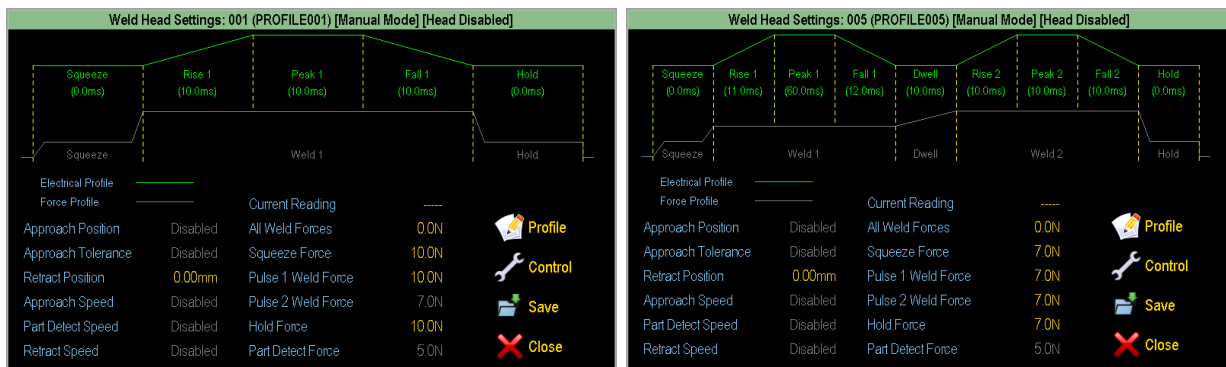 Weld Head Settings: 001 (PROFILE001) [Manual Mode] [Head Disabled]
Squeeze Rise 1 Peak 1 Fall 1 Hold
(0.0ms) (10.0ms) (10.0ms) (10.0ms) (0.0ms)
Squeeze Weld 1 Hold
Electrical Profile
Force Profile Current Reading -----
Approach Position Disabled All Weld Forces 0.0N Profile
Approach Tolerance Disabled Squeeze Force 10.0N
Retract Position 0.00mm Pulse 1 Weld Force 10.0N Control
Approach Speed Disabled Pulse 2 Weld Force 7.0N Save
Part Detect Speed Disabled Hold Force 10.0N
Retract Speed Disabled Part Detect Force 5.0N Close
Weld Head Settings: 005 (PROFILE005) [Manual Mode] [Head Disabled]
Squeeze Rise 1 Peak 1 Fall 1 Dwell Rise 2 Peak 2 Fall 2 Hold
(0.0ms) (11.0ms) (60.0ms) (12.0ms) (10.0ms) (10.0ms) (10.0ms) (10.0ms) (0.0ms)
Squeeze Weld 1 Dwell Weld 2 Hold
Electrical Profile
Force Profile Current Reading -----
Approach Position Disabled All Weld Forces 0.0N Profile
Approach Tolerance Disabled Squeeze Force 7.0N
Retract Position 0.00mm Pulse 1 Weld Force 7.0N Control
Approach Speed Disabled Pulse 2 Weld Force 7.0N Save
Part Detect Speed Disabled Hold Force 7.0N
Retract Speed Disabled Part Detect Force 5.0N Close